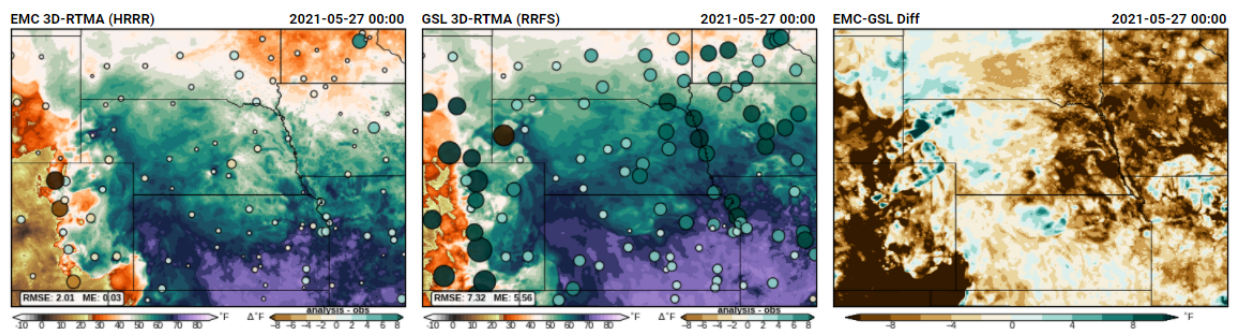 EMC 3D-RTMA (HRRR) 2021-05-27 00:00
RMSE: 2.01 ME: 0.03
-10 0 10 20 30 40 50 60 70 80 °F
Δ°F analysis - obs
-8 -6 -4 -2 0 2 4 6 8
GSL 3D-RTMA (RRFS) 2021-05-27 00:00
RMSE: 7.32 ME: 5.56
-10 0 10 20 30 40 50 60 70 80 °F
Δ°F analysis - obs
-8 -6 -4 -2 0 2 4 6 8
EMC-GSL Diff 2021-05-27 00:00
-8 -4 0 4 8 °F